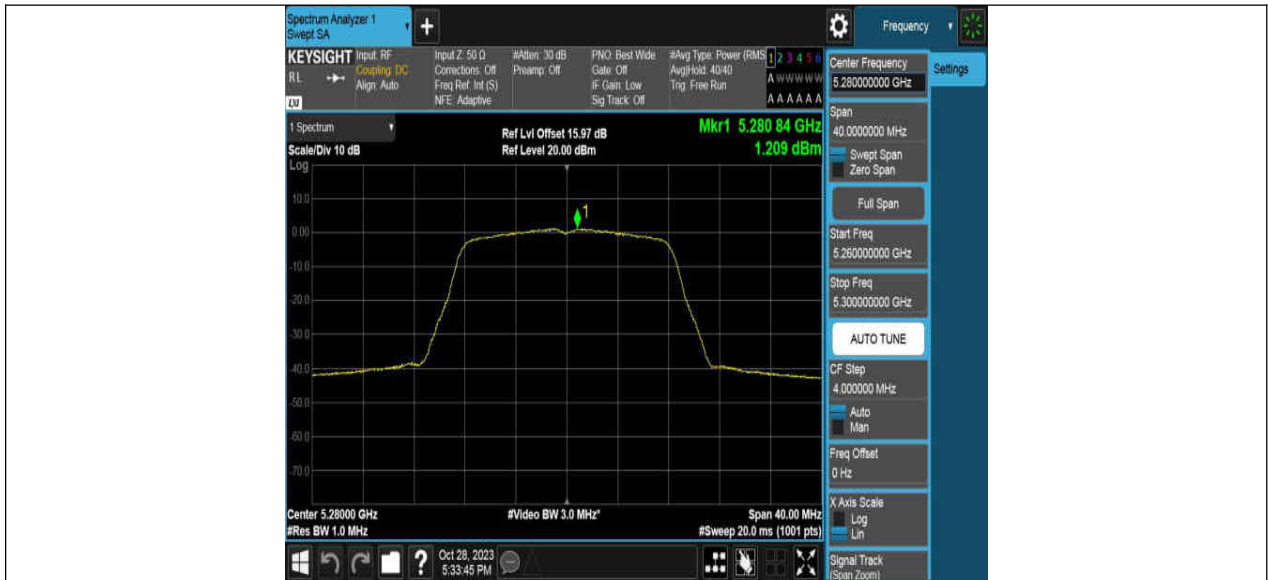 Spectrum Analyzer 1
Swept SA
+
Frequency
KEYSIGHT
RL
Input: RF
Coupling: DC
Align: Auto
Input Z: 50 Ω
Corrections: Off
Freq Ref: Int (S)
NFE: Adaptive
#Atten: 30 dB
Preamp: Off
PNO: Best Wide
Gate: Off
IF Gain: Low
Sig Track: Off
#Avg Type: Power (RMS
Avg|Hold: 40/40
Trig: Free Run
1 2 3 4 5 6
A W W W W W
A A A A A A
Center Frequency
5.280000000 GHz
Settings
Span
40.0000000 MHz
Swept Span
Zero Span
Full Span
Start Freq
5.260000000 GHz
Stop Freq
5.300000000 GHz
AUTO TUNE
CF Step
4.000000 MHz
Auto
Man
Freq Offset
0 Hz
X Axis Scale
Log
Lin
Signal Track
(Span Zoom)
1 Spectrum
Scale/Div 10 dB
Log
Ref Lvl Offset 15.97 dB
Ref Level 20.00 dBm
Mkr1 5.280 84 GHz
1.209 dBm
10.0
1
0.00
-10.0
-20.0
-30.0
-40.0
-50.0
-60.0
-70.0
Center 5.28000 GHz
#Res BW 1.0 MHz
#Video BW 3.0 MHz*
Span 40.00 MHz
#Sweep 20.0 ms (1001 pts)
?
Oct 28, 2023
5:33:45 PM